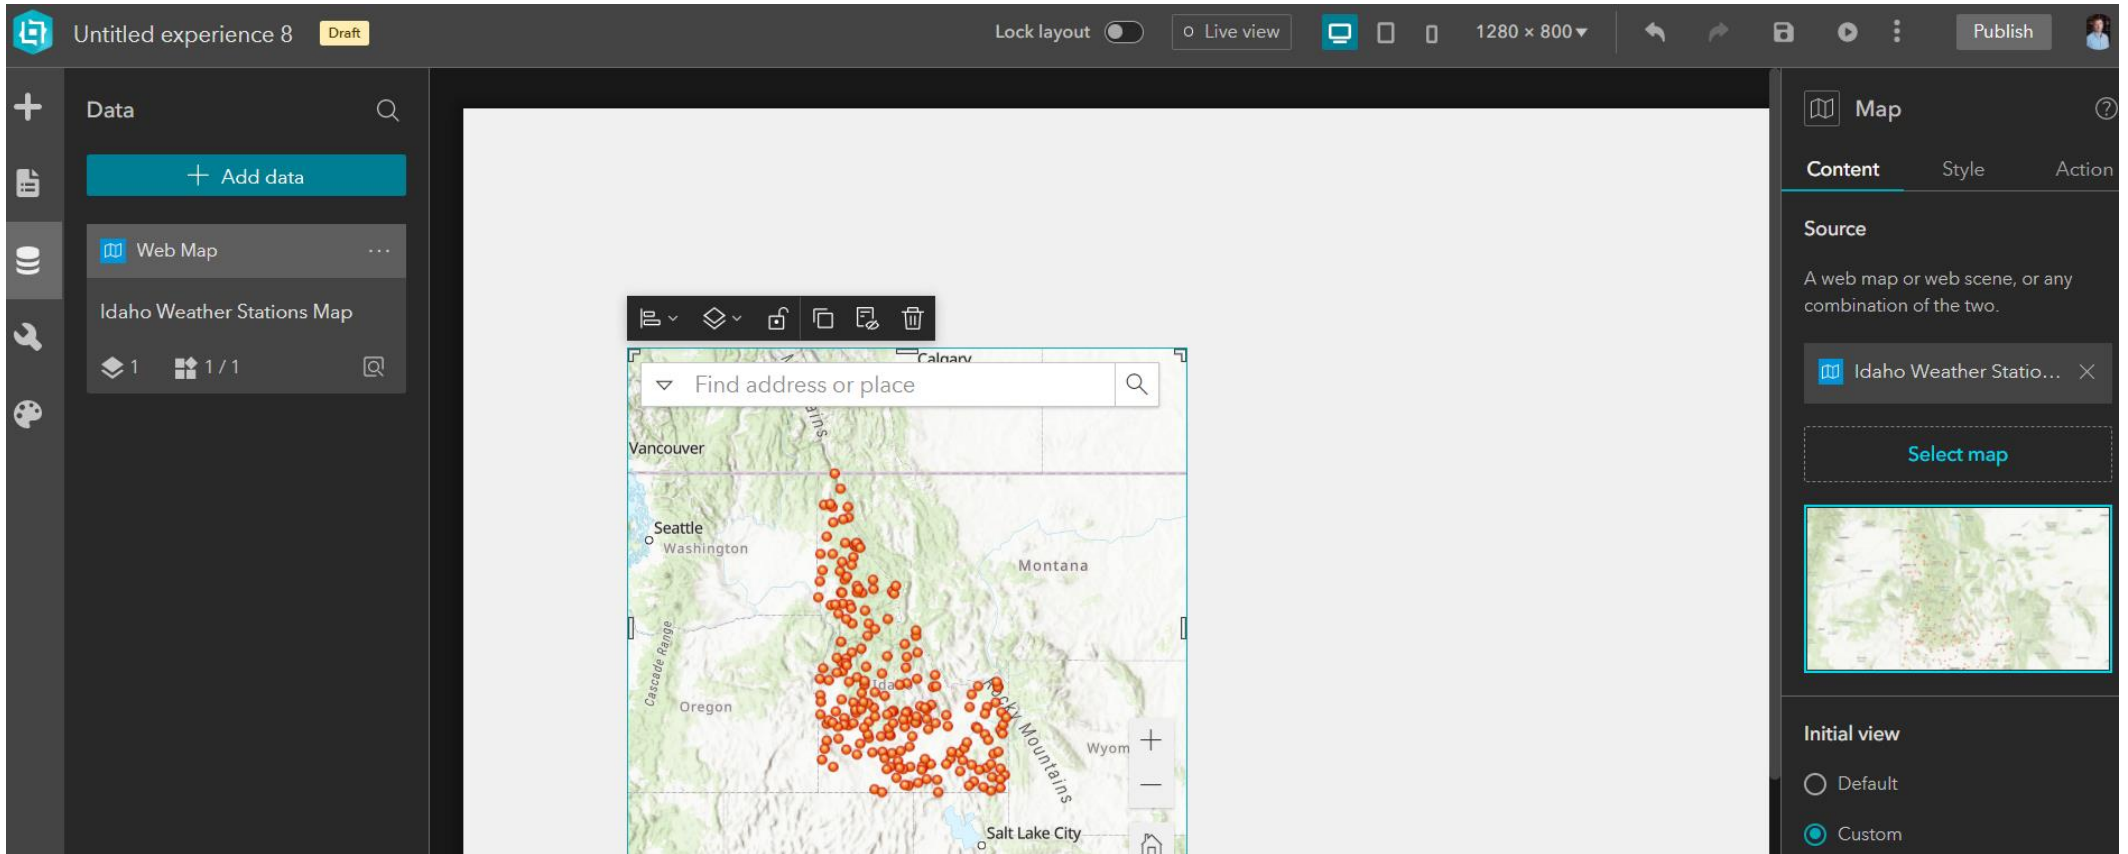 Untitled experience 8
Draft
Lock layout
Live view
1280 × 800
Publish
Data
Add data
Web Map
Idaho Weather Stations Map
1
1 / 1
Calgary
Find address or place
Vancouver
Seattle
Washington
Montana
Cascade Range
Oregon
Rocky Mountains
Salt Lake City
Map
Content
Style
Action
Source
A web map or web scene, or any
combination of the two.
Idaho Weather Statio...
Select map
Initial view
Default
Custom